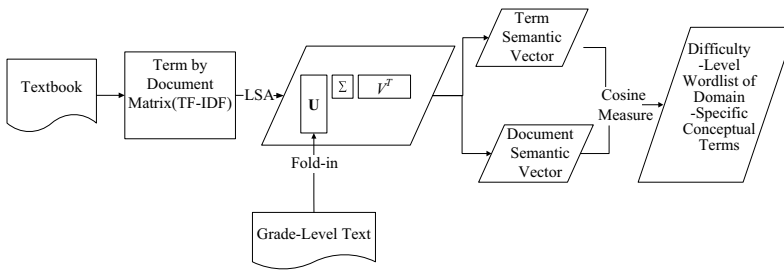 Textbook
Term by
Document
Matrix(TF-IDF)
LSA
U
Σ
V^T
Fold-in
Grade-Level Text
Term
Semantic
Vector
Document
Semantic
Vector
Cosine
Measure
Difficulty
-Level
Wordlist of
Domain
-Specific
Conceptual
Terms